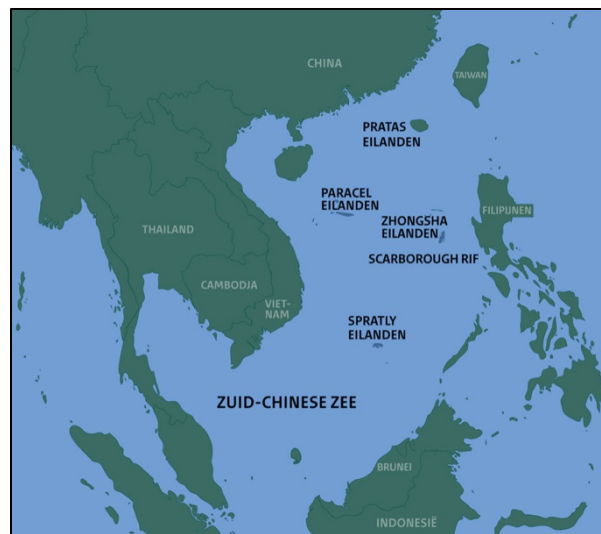 CHINA
TAIWAN
PRATAS
EILANDEN
PARACEL
EILANDEN
ZHONGSHA
EILANDEN
FILIPIJNEN
THAILAND
SCARBOROUGH RIF
CAMBODJA
VIET-
NAM
SPRATLY
EILANDEN
ZUID-CHINESE ZEE
BRUNEI
INDONESIË